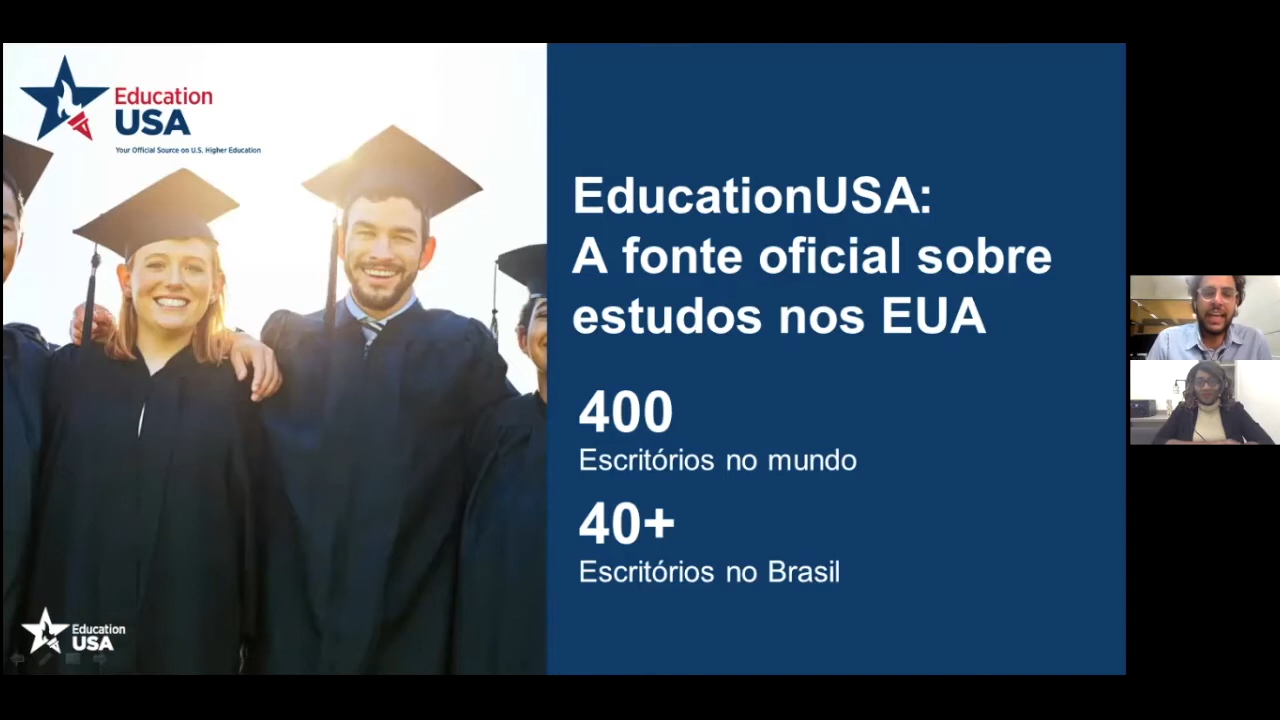 Education
USA
Your Official Source on U.S. Higher Education
EducationUSA:
A fonte oficial sobre
estudos nos EUA
400
Escritórios no mundo
40+
Escritórios no Brasil
Education
USA